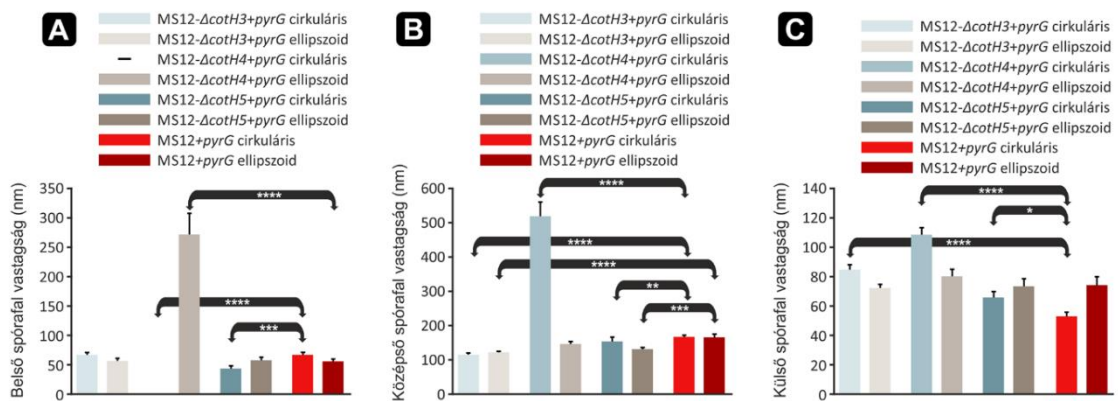 A
MS12-ΔcotH3+pyrG cirkuláris
MS12-ΔcotH3+pyrG ellipszoid
MS12-ΔcotH4+pyrG cirkuláris
MS12-ΔcotH4+pyrG ellipszoid
MS12-ΔcotH5+pyrG cirkuláris
MS12-ΔcotH5+pyrG ellipszoid
MS12+pyrG cirkuláris
MS12+pyrG ellipszoid
Belső spórafal vastagság (nm)
350
300
250
200
150
100
50
0
****
****
***
B
MS12-ΔcotH3+pyrG cirkuláris
MS12-ΔcotH3+pyrG ellipszoid
MS12-ΔcotH4+pyrG cirkuláris
MS12-ΔcotH4+pyrG ellipszoid
MS12-ΔcotH5+pyrG cirkuláris
MS12-ΔcotH5+pyrG ellipszoid
MS12+pyrG cirkuláris
MS12+pyrG ellipszoid
Középső spórafal vastagság (nm)
600
500
400
300
200
100
0
****
****
****
**
***
C
MS12-ΔcotH3+pyrG cirkuláris
MS12-ΔcotH3+pyrG ellipszoid
MS12-ΔcotH4+pyrG cirkuláris
MS12-ΔcotH4+pyrG ellipszoid
MS12-ΔcotH5+pyrG cirkuláris
MS12-ΔcotH5+pyrG ellipszoid
MS12+pyrG cirkuláris
MS12+pyrG ellipszoid
Külső spórafal vastagság (nm)
140
120
100
80
60
40
20
0
****
*
****